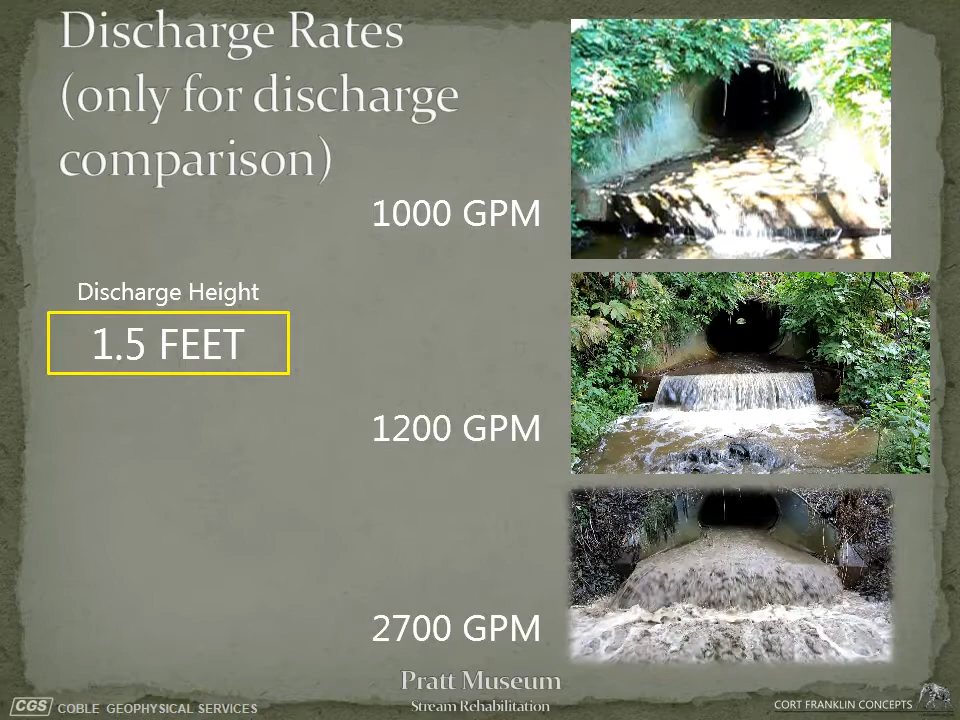 Discharge Rates
(only for discharge
comparison)
1000 GPM
Discharge Height
1.5 FEET
1200 GPM
2700 GPM
Pratt Museum
Stream Rehabilitation
CGS COBLE GEOPHYSICAL SERVICES
CORT FRANKLIN CONCEPTS